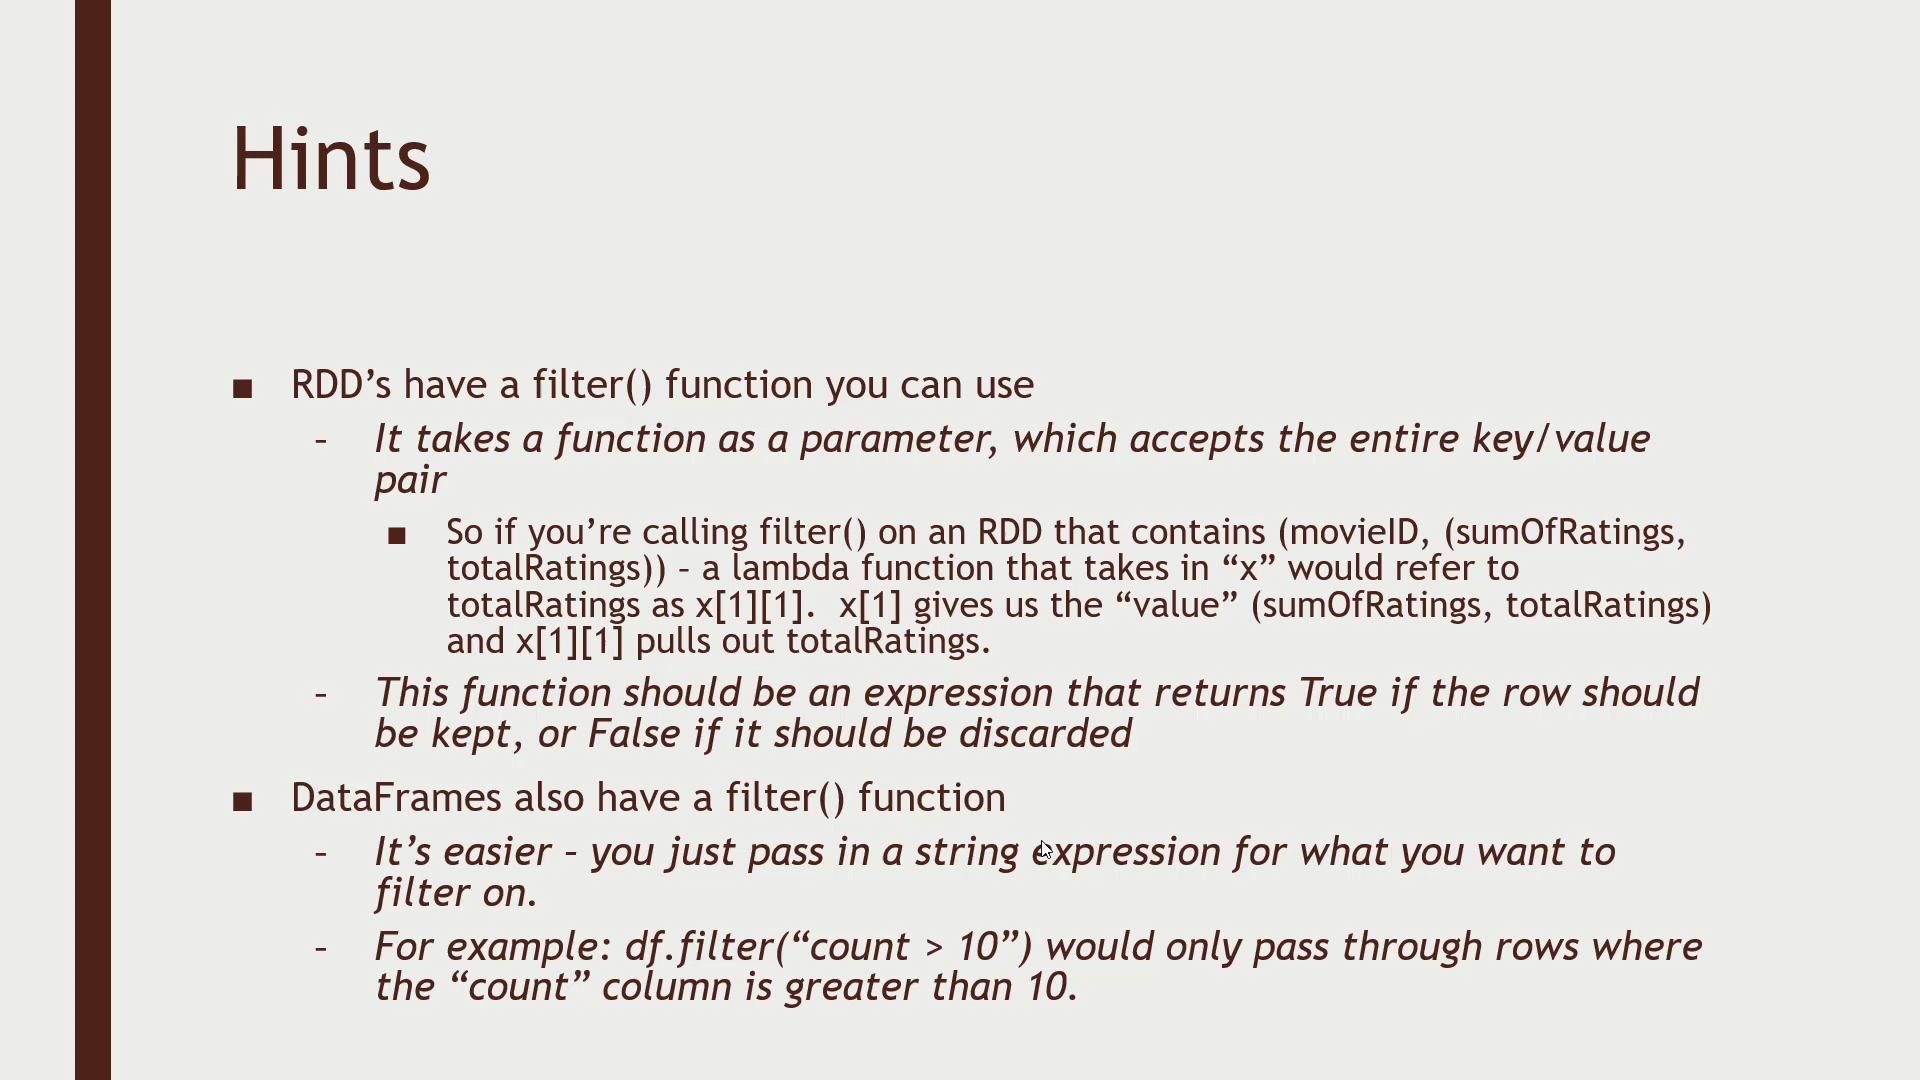 Hints
■ RDD’s have a filter() function you can use
– It takes a function as a parameter, which accepts the entire key/value
pair
■ So if you’re calling filter() on an RDD that contains (movieID, (sumOfRatings,
totalRatings)) – a lambda function that takes in “x” would refer to
totalRatings as x[1][1].  x[1] gives us the “value” (sumOfRatings, totalRatings)
and x[1][1] pulls out totalRatings.
– This function should be an expression that returns True if the row should
be kept, or False if it should be discarded
■ DataFrames also have a filter() function
– It’s easier – you just pass in a string expression for what you want to
filter on.
– For example: df.filter(“count > 10”) would only pass through rows where
the “count” column is greater than 10.